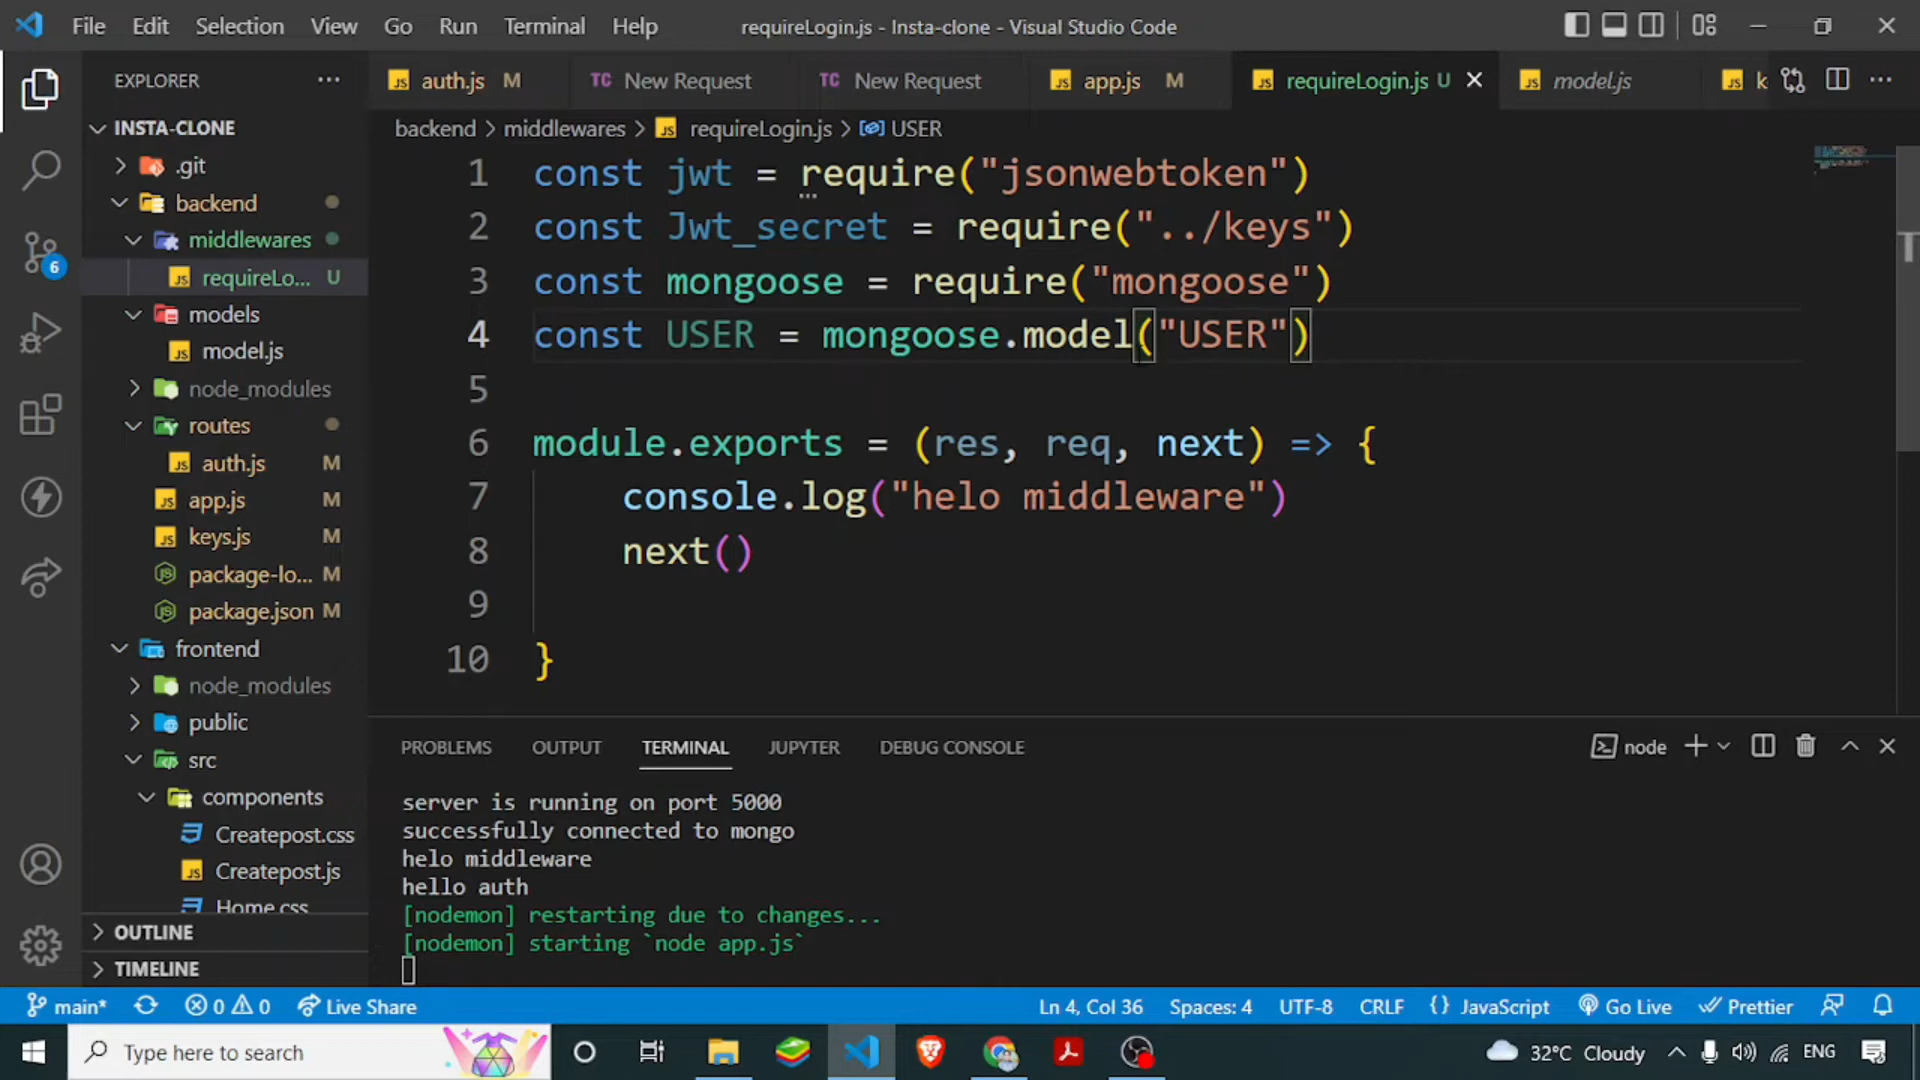 File Edit Selection View Go Run Terminal Help
requireLogin.js - Insta-clone - Visual Studio Code
EXPLORER
auth.js M
TC New Request
TC New Request
app.js M
requireLogin.js U
model.js
INSTA-CLONE
backend > middlewares > requireLogin.js > USER
.git
backend
middlewares
requireLo... U
models
model.js
node_modules
routes
auth.js M
app.js M
keys.js M
package-lo... M
package.json M
frontend
node_modules
public
src
components
Createpost.css
Createpost.js
Home.css
OUTLINE
TIMELINE
1 const jwt = require("jsonwebtoken")
2 const Jwt_secret = require("../keys")
3 const mongoose = require("mongoose")
4 const USER = mongoose.model("USER")
5
6 module.exports = (res, req, next) => {
7 console.log("helo middleware")
8 next()
9
10 }
PROBLEMS OUTPUT TERMINAL JUPYTER DEBUG CONSOLE
node
server is running on port 5000
successfully connected to mongo
helo middleware
hello auth
[nodemon] restarting due to changes...
[nodemon] starting `node app.js`
6
main* 0 0 Live Share
Ln 4, Col 36 Spaces: 4 UTF-8 CRLF {} JavaScript Go Live Prettier
Type here to search
32°C Cloudy ENG